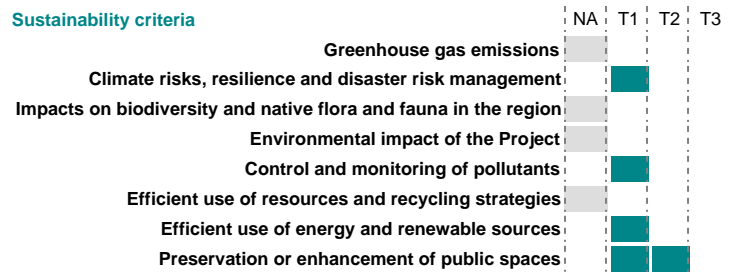 Sustainability criteria NA T1 T2 T3
Greenhouse gas emissions
Climate risks, resilience and disaster risk management
Impacts on biodiversity and native flora and fauna in the region
Environmental impact of the Project
Control and monitoring of pollutants
Efficient use of resources and recycling strategies
Efficient use of energy and renewable sources
Preservation or enhancement of public spaces